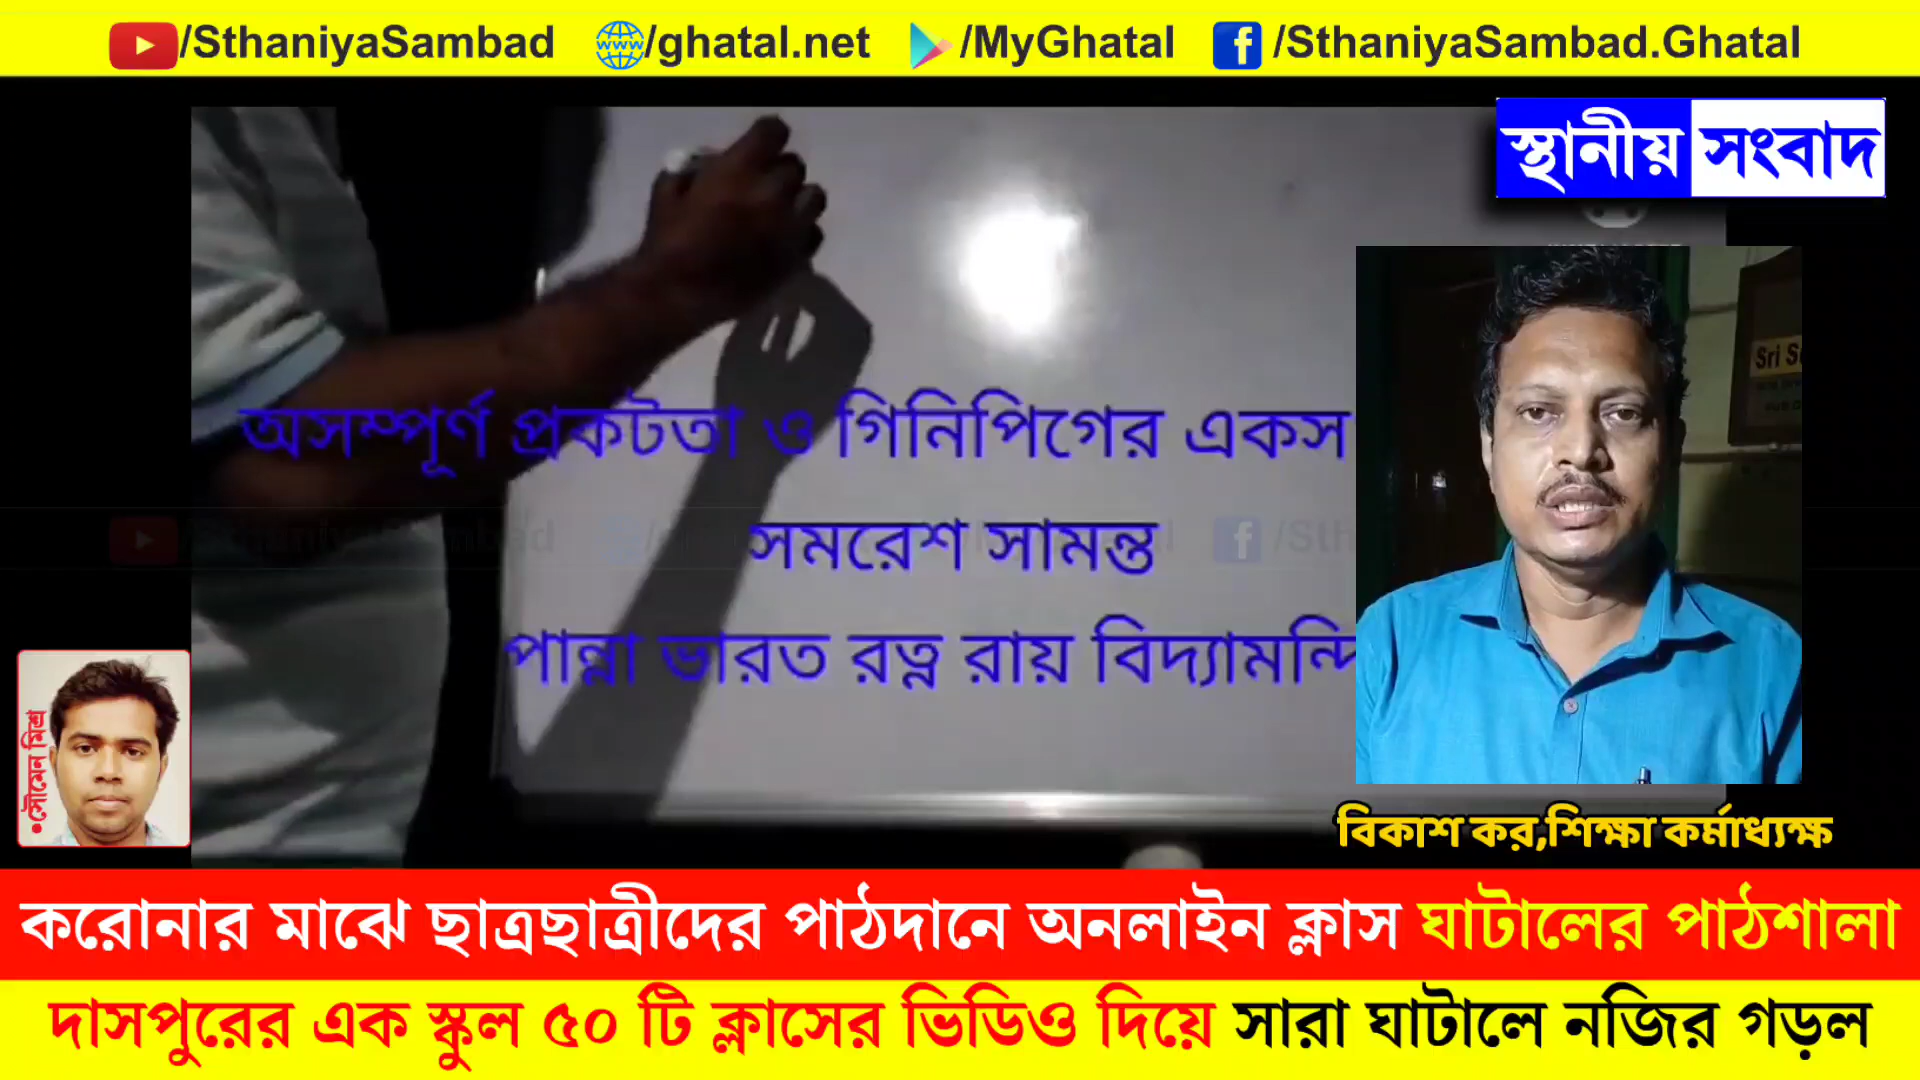 /SthaniyaSambad /ghatal.net /MyGhatal /SthaniyaSambad.Ghatal
স্থানীয় সংবাদ
Sri S
অসম্পূর্ণ প্রকটতা ও গিনিপিগের একস
সমরেশ সামন্ত
পান্না ভারত রত্ন রায় বিদ্যামন্দি
•সৌমেন মিশ্র
বিকাশ কর,শিক্ষা কর্মাধ্যক্ষ
করোনার মাঝে ছাত্রছাত্রীদের পাঠদানে অনলাইন ক্লাস ঘাটালের পাঠশালা
দাসপুরের এক স্কুল ৫০ টি ক্লাসের ভিডিও দিয়ে সারা ঘাটালে নজির গড়ল